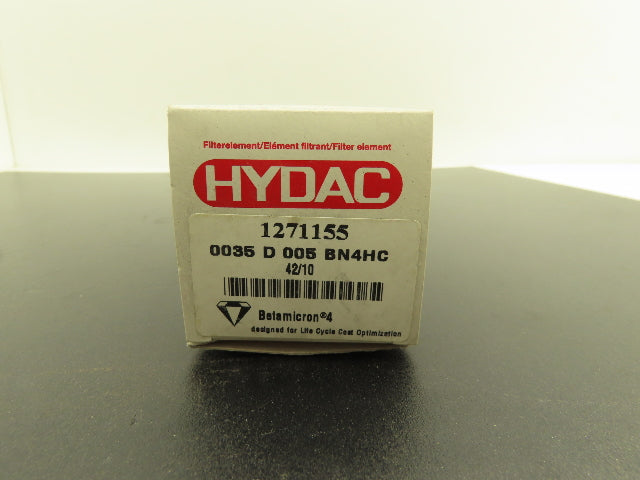 Filterelement/Elément filtrant/Filter element
HYDAC
1271155
0035 D 005 BN4HC
42/10
Betamicron®4
designed for Life Cycle Cost Optimization